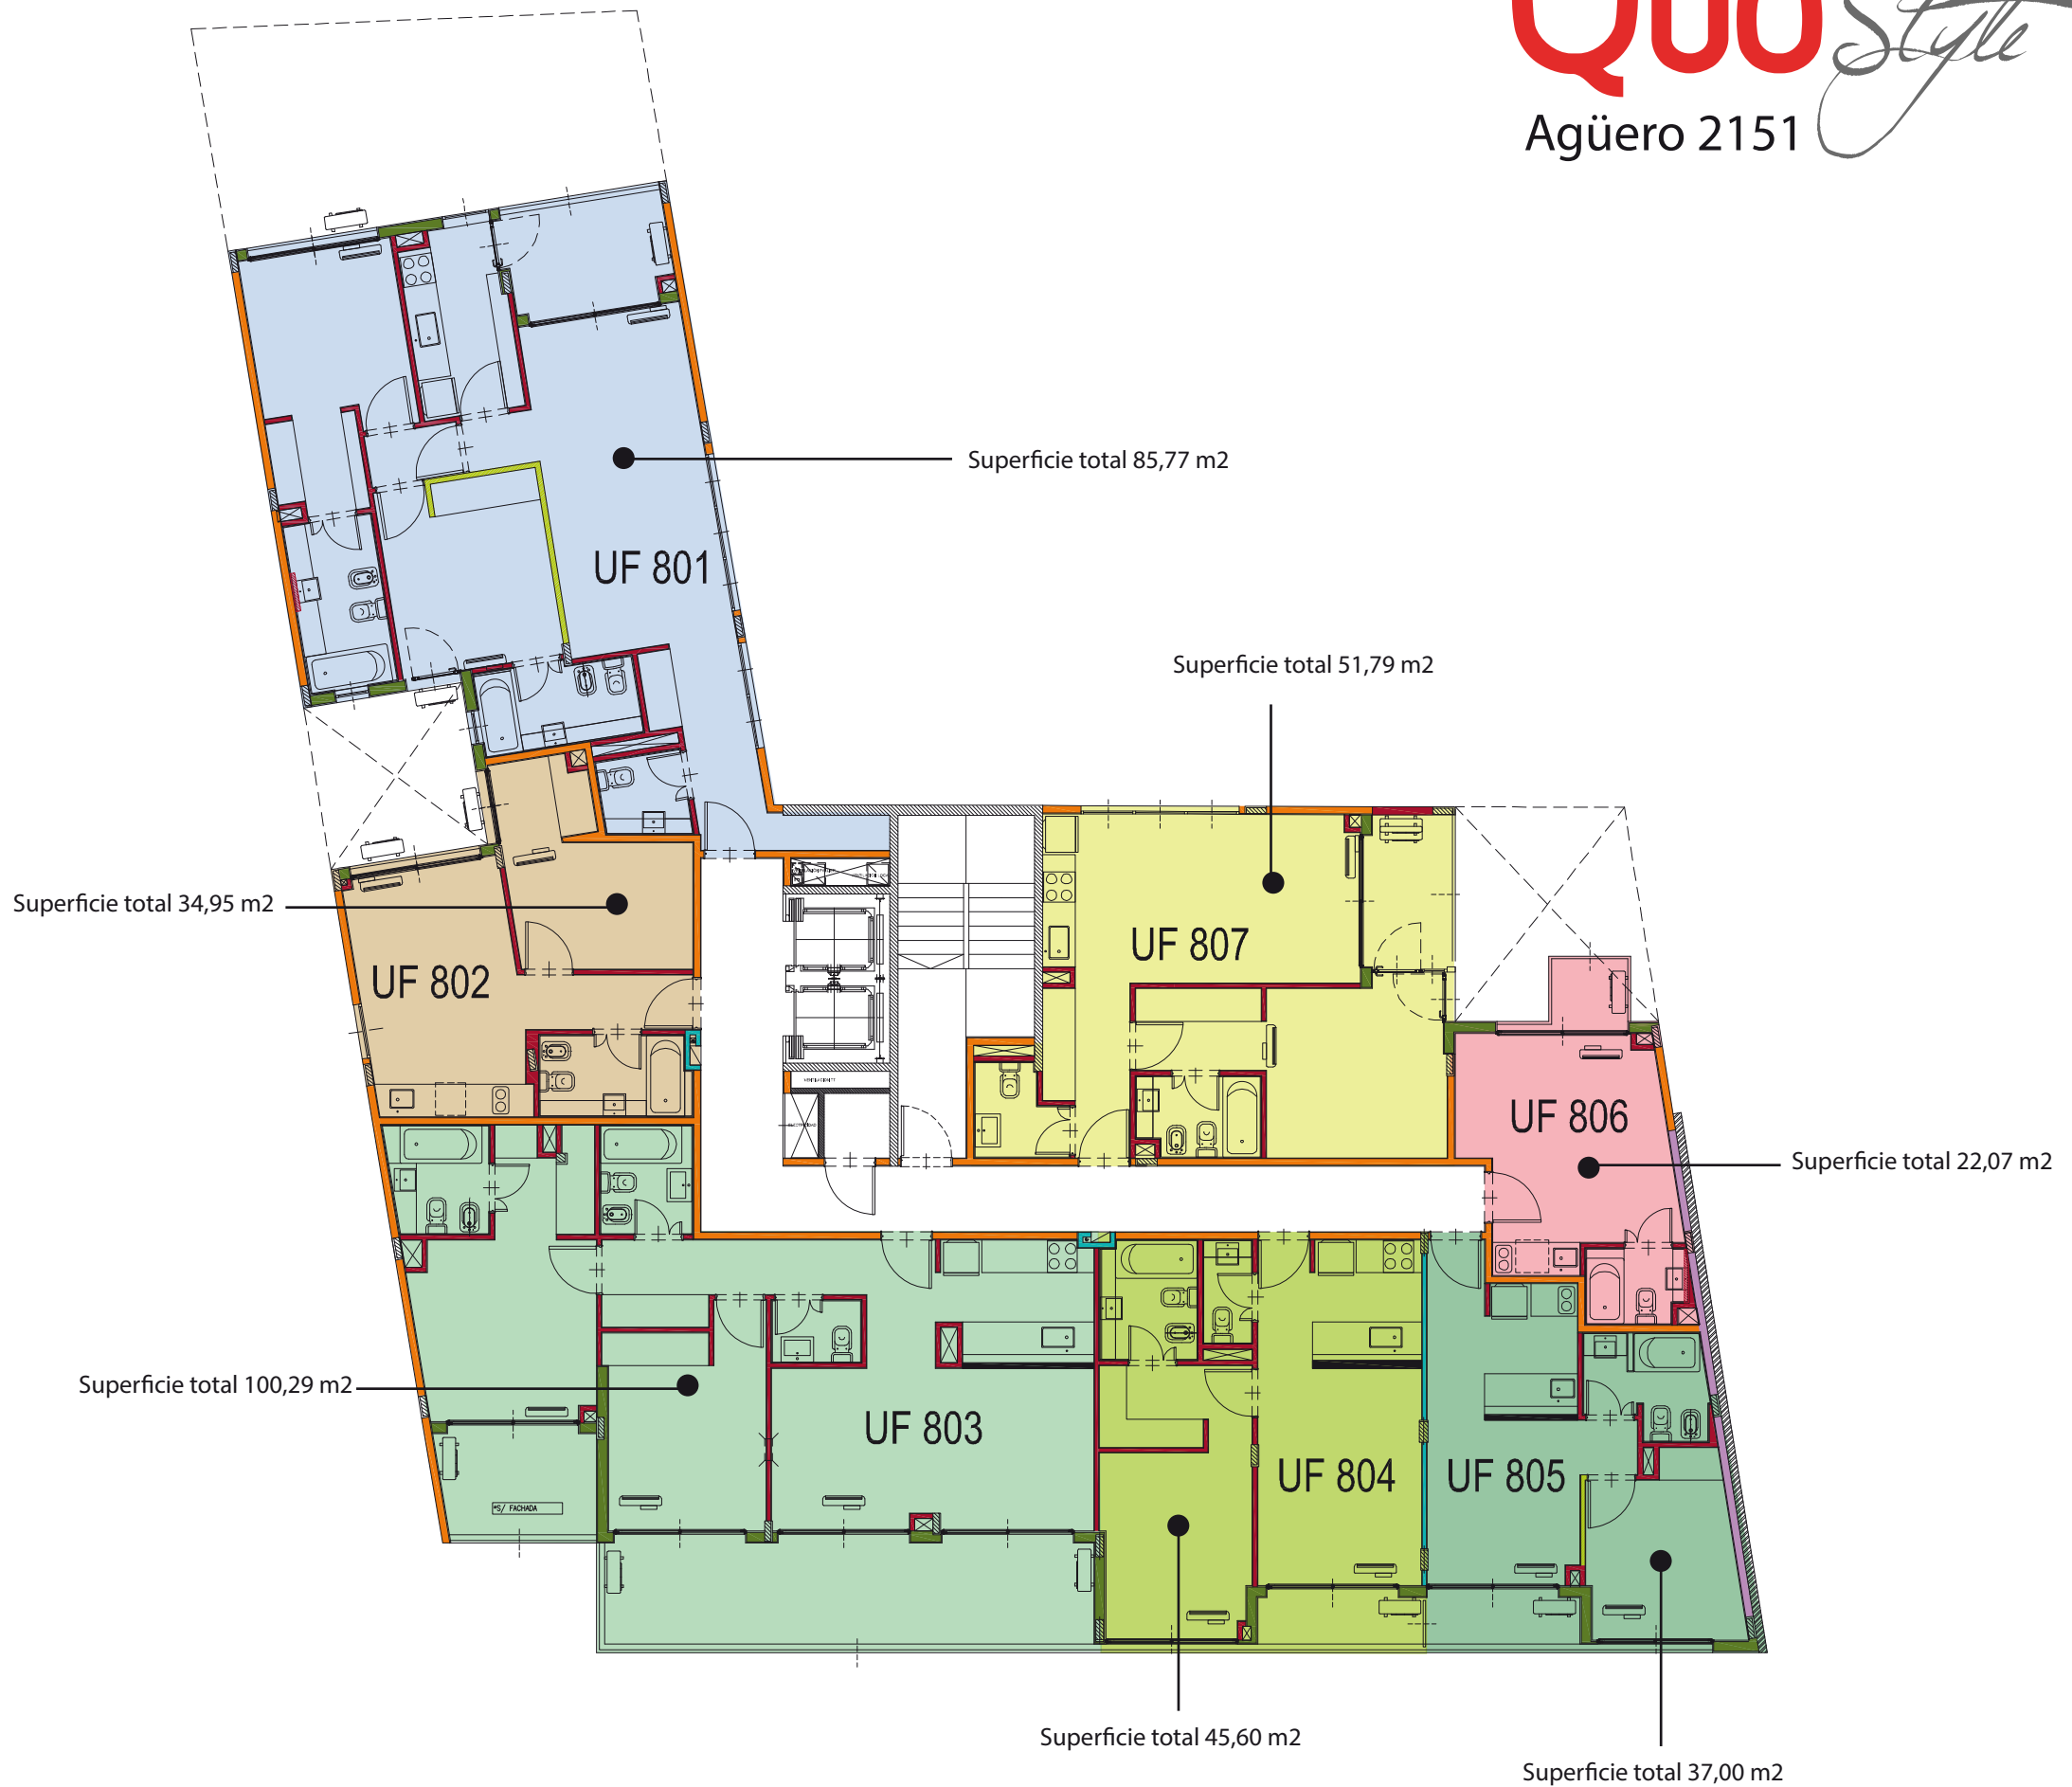 Quo Style
Agüero 2151
Superficie total 85,77 m2
UF 801
Superficie total 51,79 m2
Superficie total 34,95 m2
UF 802
UF 807
UF 806
Superficie total 22,07 m2
Superficie total 100,29 m2
UF 803
UF 804
UF 805
*S/ FACHADA
Superficie total 45,60 m2
Superficie total 37,00 m2